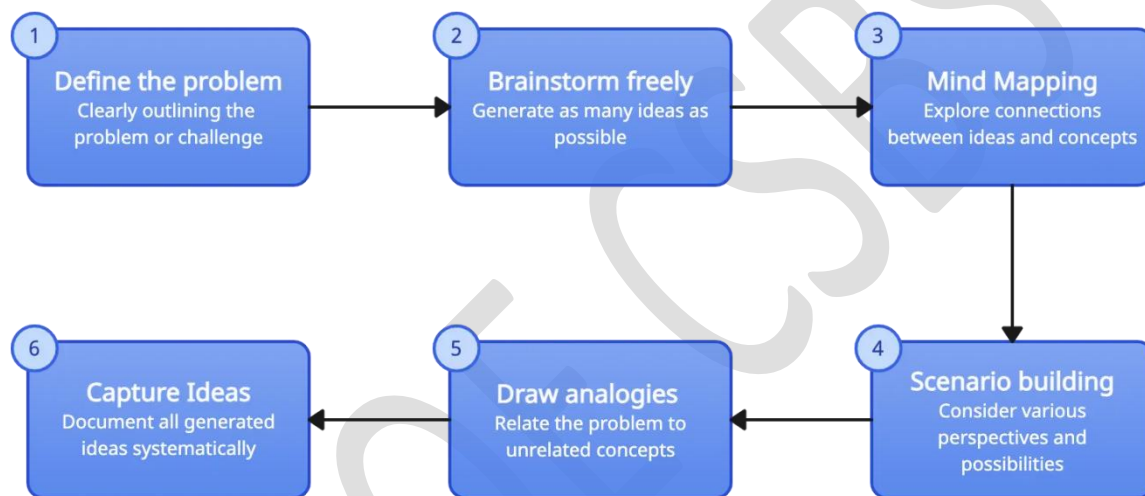 1
Define the problem
Clearly outlining the
problem or challenge
2
Brainstorm freely
Generate as many ideas as
possible
3
Mind Mapping
Explore connections
between ideas and concepts
4
Scenario building
Consider various
perspectives and
possibilities
5
Draw analogies
Relate the problem to
unrelated concepts
6
Capture Ideas
Document all generated
ideas systematically